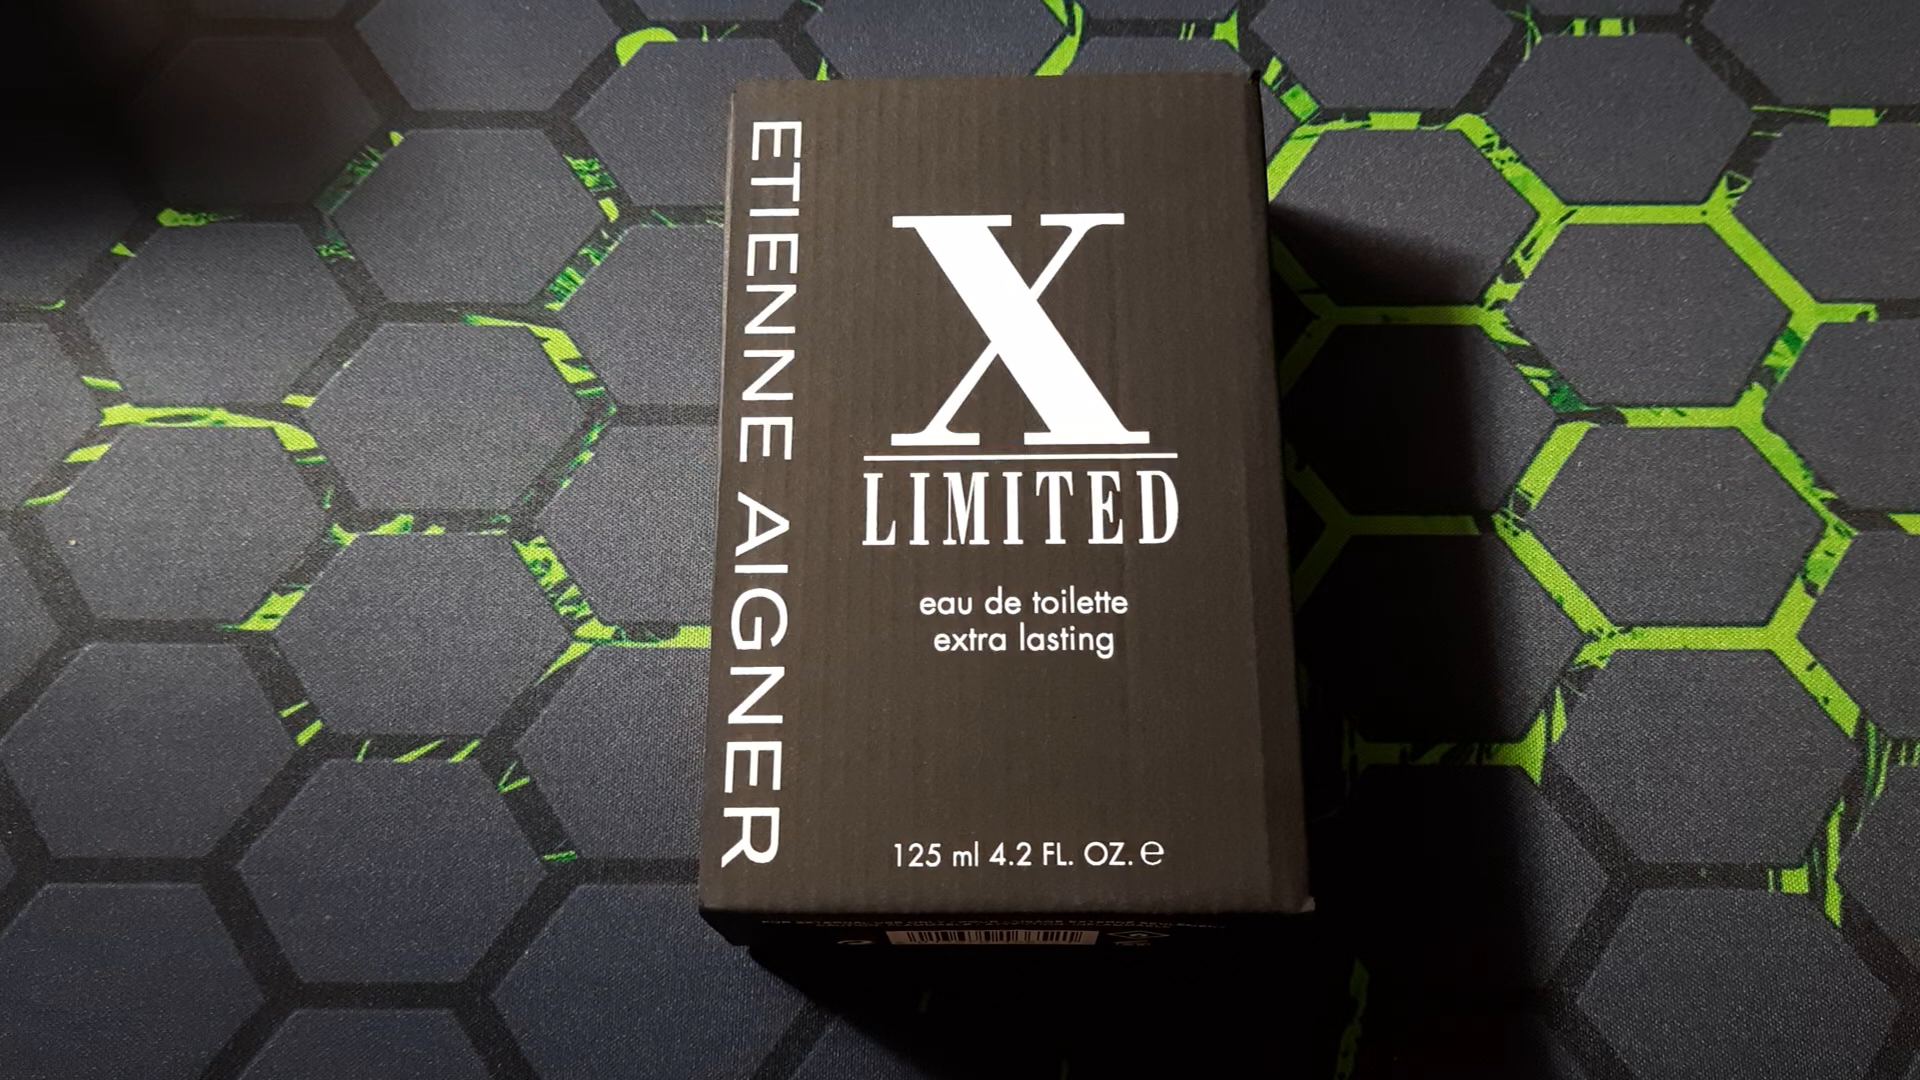 ETIENNE AIGNER
X
LIMITED
eau de toilette
extra lasting
125 ml 4.2 FL. OZ. ℮